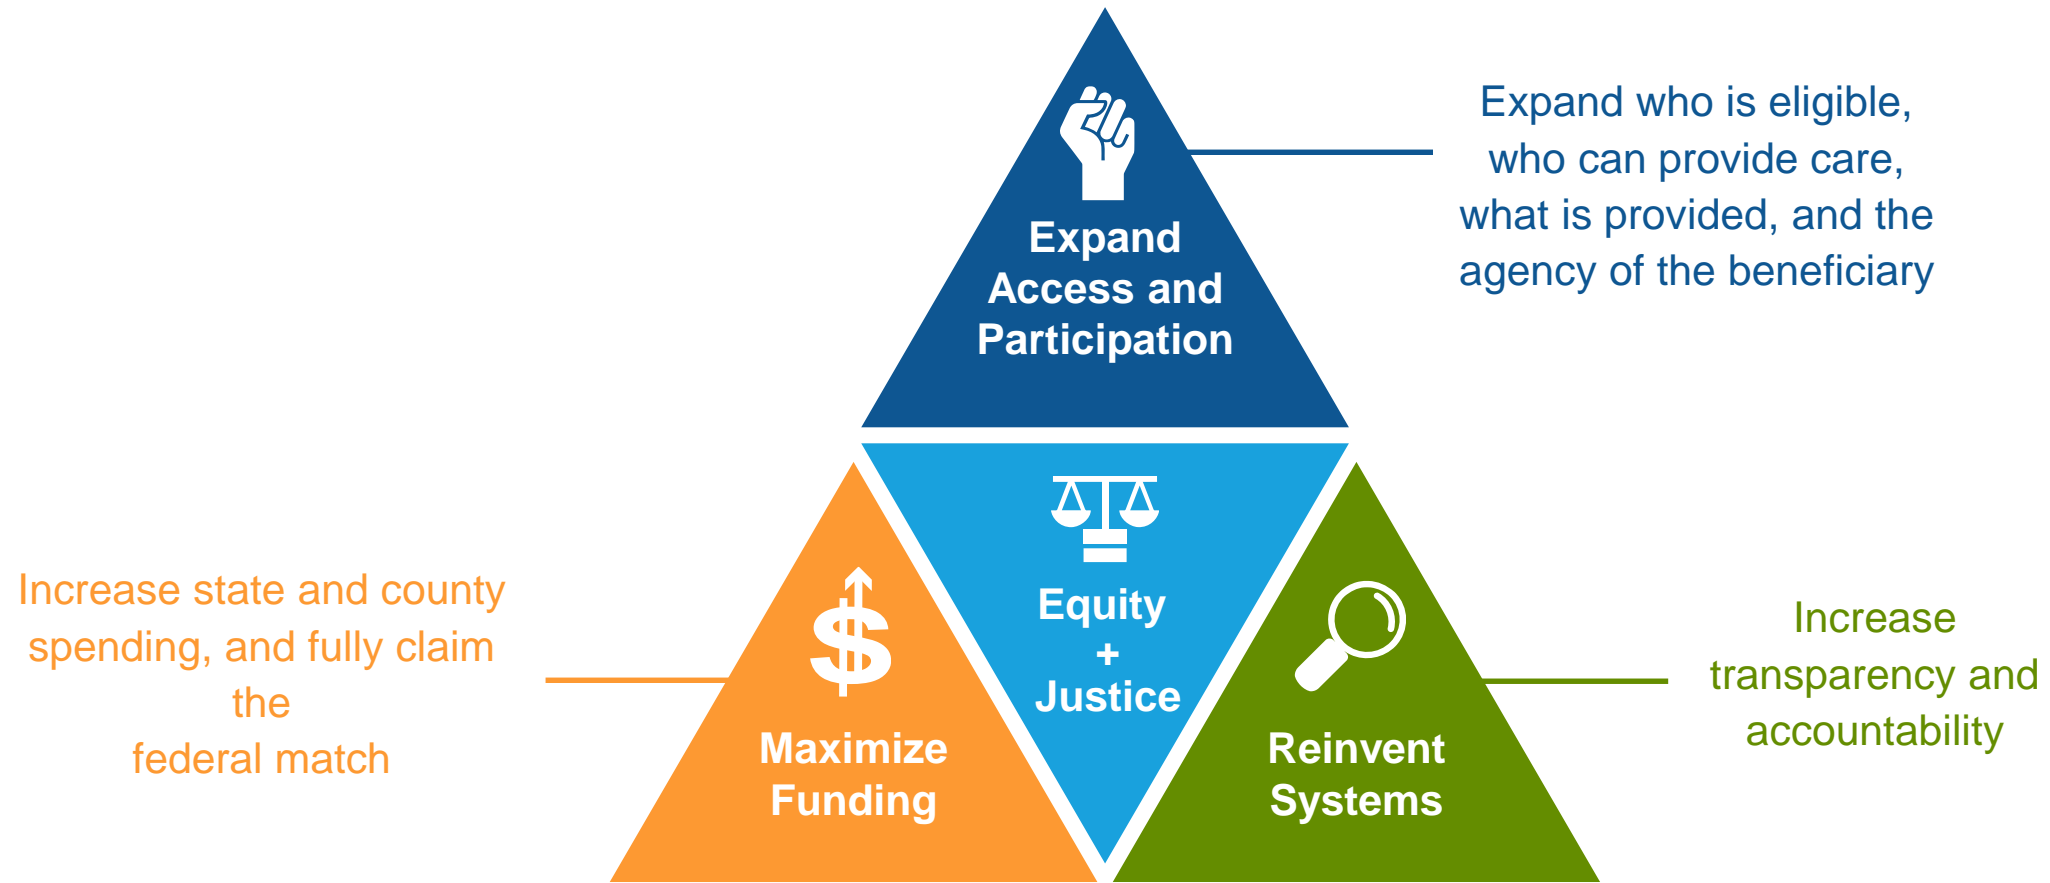 Expand who is eligible,
who can provide care,
what is provided, and the
agency of the beneficiary
Expand
Access and
Participation
Equity
+
Justice
Increase state and county
spending, and fully claim
the
federal match
Maximize
Funding
Reinvent
Systems
Increase
transparency and
accountability